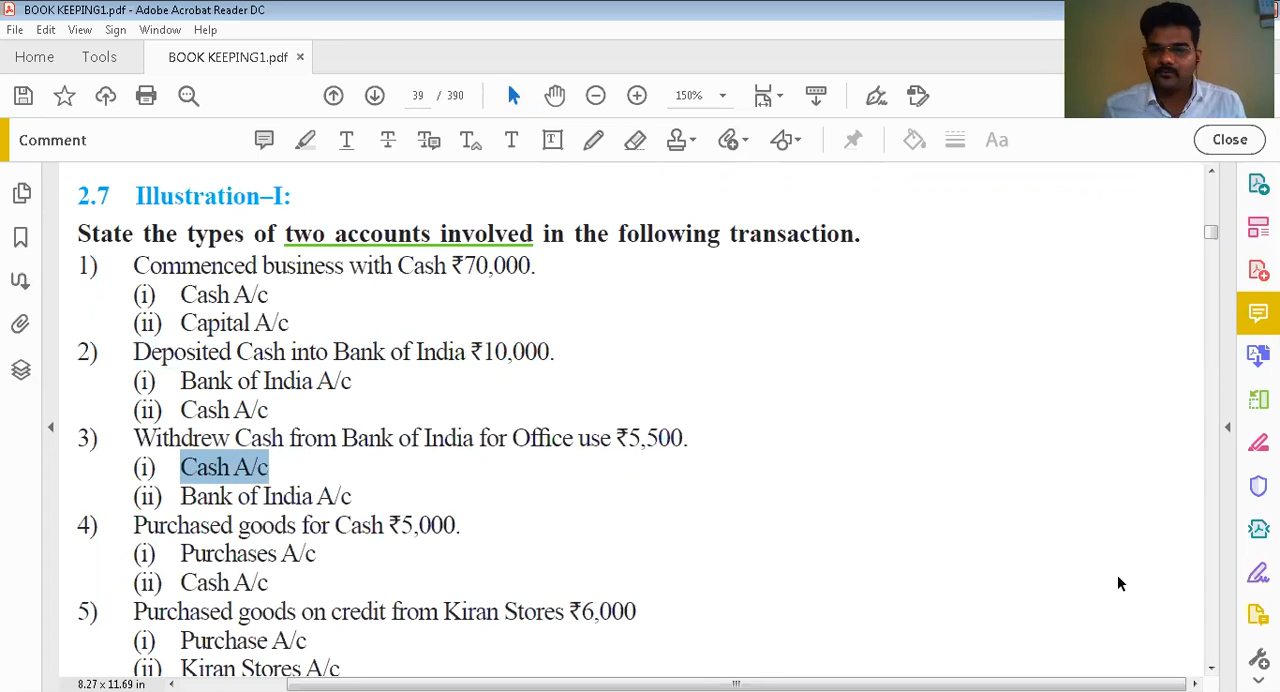 BOOK KEEPING1.pdf - Adobe Acrobat Reader DC
File Edit View Sign Window Help
Home Tools BOOK KEEPING1.pdf ×
39 / 390 150%
Comment T T T T T Aa Close
2.7 Illustration–I:
State the types of two accounts involved in the following transaction.
1) Commenced business with Cash ₹70,000.
(i) Cash A/c
(ii) Capital A/c
2) Deposited Cash into Bank of India ₹10,000.
(i) Bank of India A/c
(ii) Cash A/c
3) Withdrew Cash from Bank of India for Office use ₹5,500.
(i) Cash A/c
(ii) Bank of India A/c
4) Purchased goods for Cash ₹5,000.
(i) Purchases A/c
(ii) Cash A/c
5) Purchased goods on credit from Kiran Stores ₹6,000
(i) Purchase A/c
(ii) Kiran Stores A/c
8.27 x 11.69 in